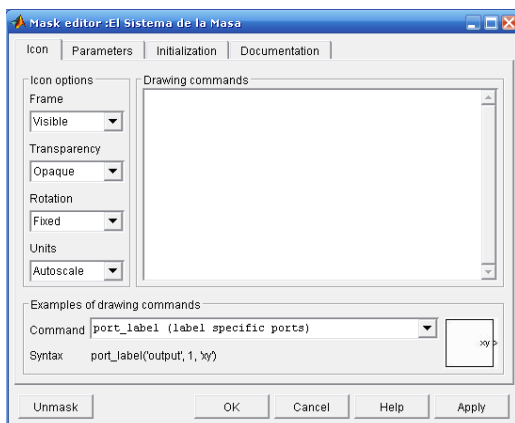 Mask editor :El Sistema de la Masa
Icon Parameters Initialization Documentation
Icon options
Frame
Visible
Transparency
Opaque
Rotation
Fixed
Units
Autoscale
Drawing commands
Examples of drawing commands
Command port_label (label specific ports)
Syntax port_label('output', 1, 'xy')
xy
Unmask OK Cancel Help Apply